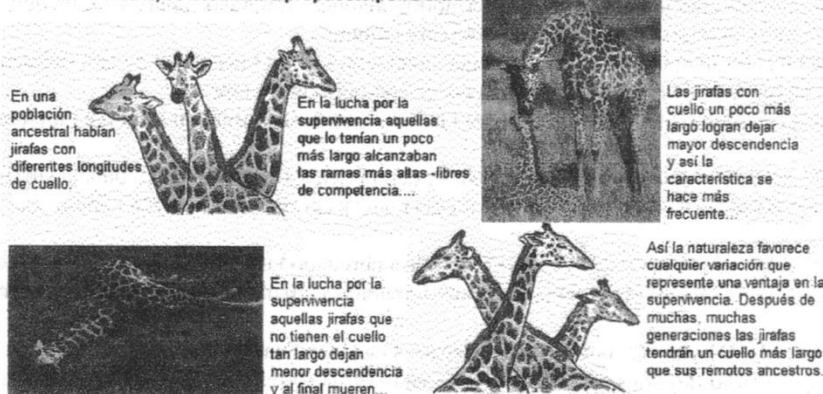 En una
población
ancestral habían
jirafas con
diferentes longitudes
de cuello.
En la lucha por la
supervivencia aquellas
que lo tenían un poco
más largo alcanzaban
las ramas más altas -libres
de competencia....
Las jirafas con
cuello un poco más
largo logran dejar
mayor descendencia
y así la
característica se
hace más
frecuente...
En la lucha por la
supervivencia
aquellas jirafas que
no tienen el cuello
tan largo dejan
menor descendencia
y al final mueren...
Así la naturaleza favorece
cualquier variación que
represente una ventaja en la
supervivencia. Después de
muchas, muchas
generaciones las jirafas
tendrán un cuello más largo
que sus remotos ancestros.